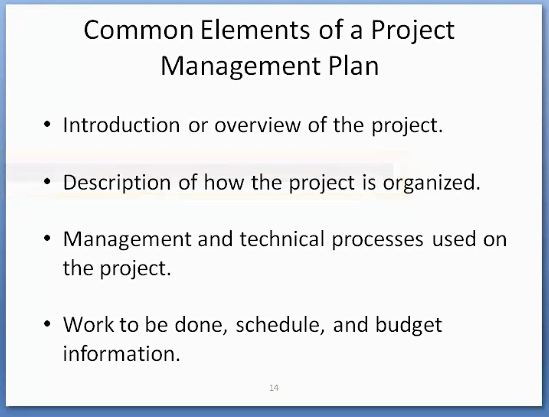 Common Elements of a Project
Management Plan
• Introduction or overview of the project.
• Description of how the project is organized.
• Management and technical processes used on
the project.
• Work to be done, schedule, and budget
information.
14